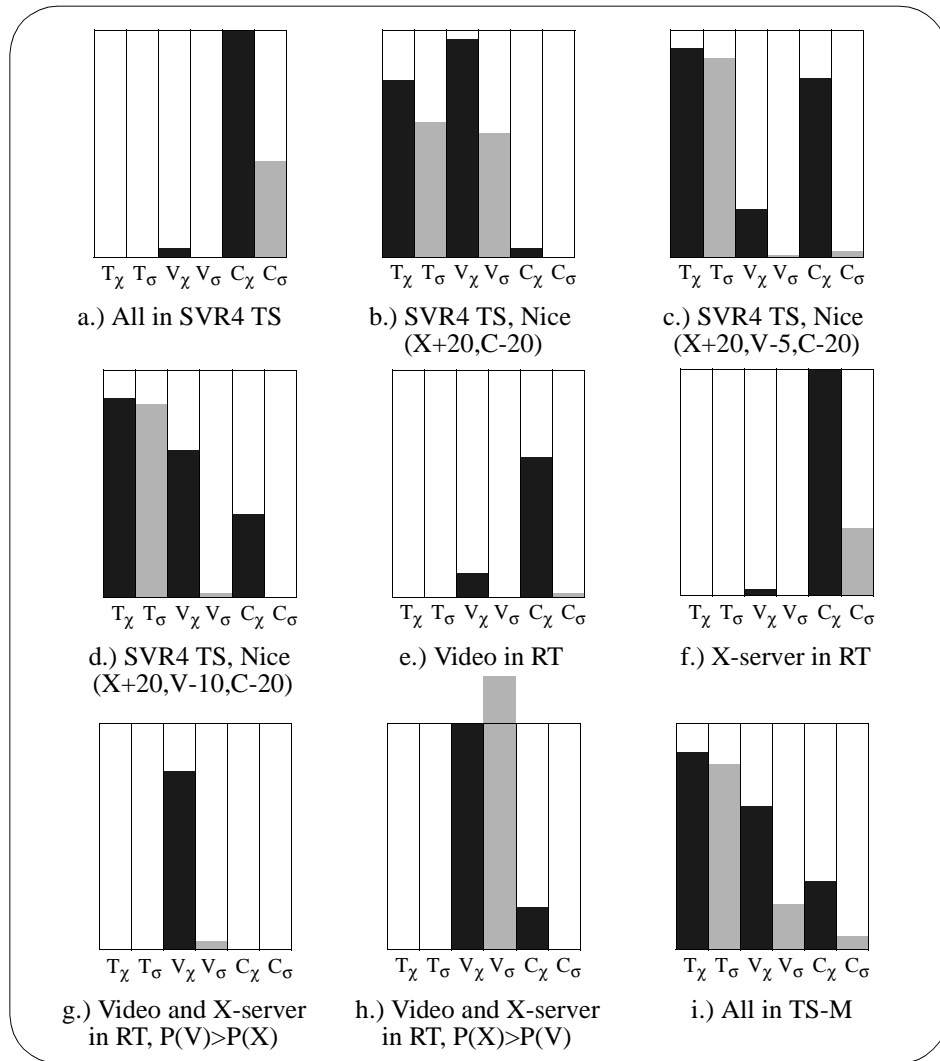 Tχ Tσ Vχ Vσ Cχ Cσ
a.) All in SVR4 TS
Tχ Tσ Vχ Vσ Cχ Cσ
b.) SVR4 TS, Nice
(X+20,C-20)
Tχ Tσ Vχ Vσ Cχ Cσ
c.) SVR4 TS, Nice
(X+20,V-5,C-20)
Tχ Tσ Vχ Vσ Cχ Cσ
d.) SVR4 TS, Nice
(X+20,V-10,C-20)
Tχ Tσ Vχ Vσ Cχ Cσ
e.) Video in RT
Tχ Tσ Vχ Vσ Cχ Cσ
f.) X-server in RT
Tχ Tσ Vχ Vσ Cχ Cσ
g.) Video and X-server
in RT, P(V)>P(X)
Tχ Tσ Vχ Vσ Cχ Cσ
h.) Video and X-server
in RT, P(X)>P(V)
Tχ Tσ Vχ Vσ Cχ Cσ
i.) All in TS-M